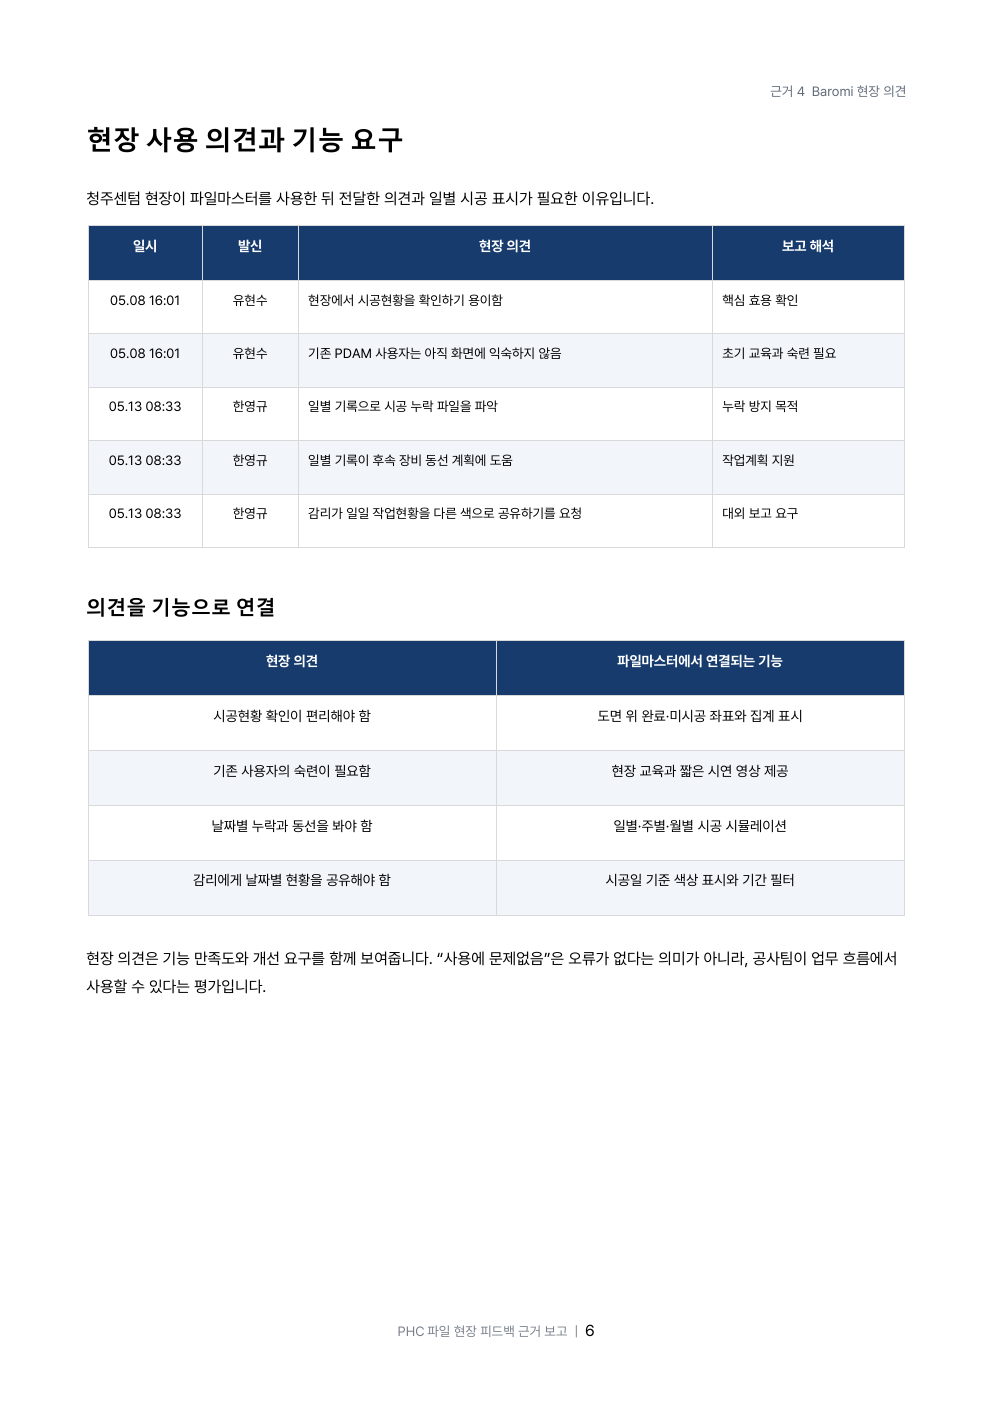 근거 4 Baromi 현장 의견
현장 사용 의견과 기능 요구
청주센텀 현장이 파일마스터를 사용한 뒤 전달한 의견과 일별 시공 표시가 필요한 이유입니다.
일시 발신 현장 의견 보고 해석
05.08 16:01 유현수 현장에서 시공현황을 확인하기 용이함 핵심 효용 확인
05.08 16:01 유현수 기존 PDAM 사용자는 아직 화면에 익숙하지 않음 초기 교육과 숙련 필요
05.13 08:33 한영규 일별 기록으로 시공 누락 파일을 파악 누락 방지 목적
05.13 08:33 한영규 일별 기록이 후속 장비 동선 계획에 도움 작업계획 지원
05.13 08:33 한영규 감리가 일일 작업현황을 다른 색으로 공유하기를 요청 대외 보고 요구
의견을 기능으로 연결
현장 의견 파일마스터에서 연결되는 기능
시공현황 확인이 편리해야 함 도면 위 완료·미시공 좌표와 집계 표시
기존 사용자의 숙련이 필요함 현장 교육과 짧은 시연 영상 제공
날짜별 누락과 동선을 봐야 함 일별·주별·월별 시공 시뮬레이션
감리에게 날짜별 현황을 공유해야 함 시공일 기준 색상 표시와 기간 필터
현장 의견은 기능 만족도와 개선 요구를 함께 보여줍니다. “사용에 문제없음”은 오류가 없다는 의미가 아니라, 공사팀이 업무 흐름에서
사용할 수 있다는 평가입니다.
PHC 파일 현장 피드백 근거 보고 | 6